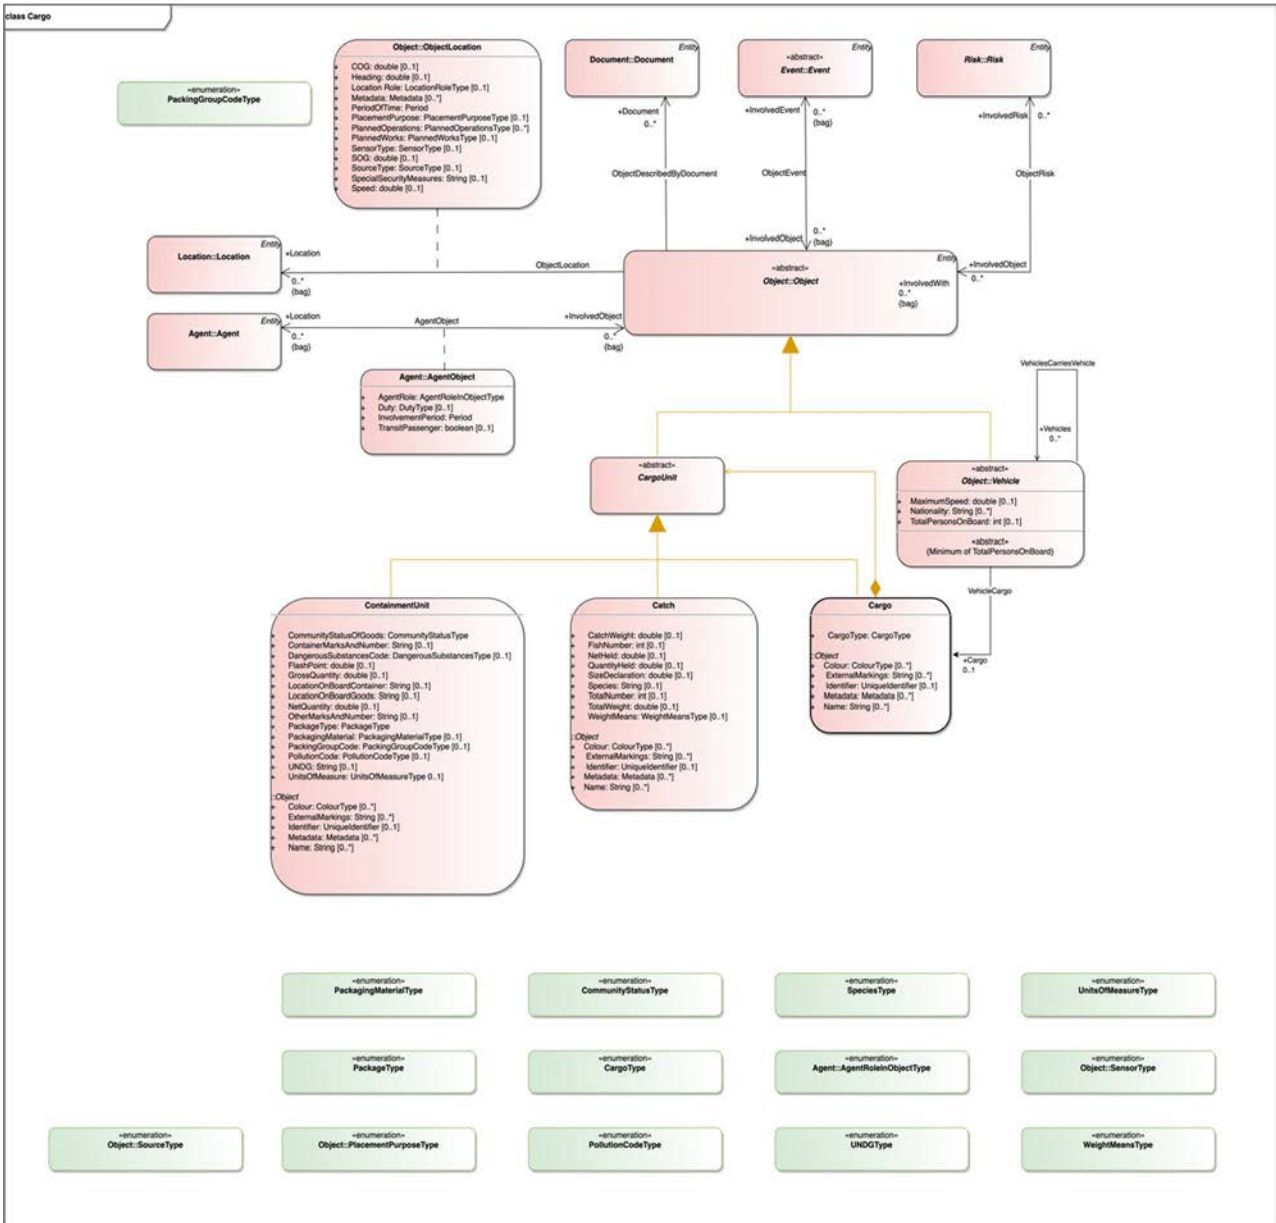 class Cargo
«enumeration»
PackingGroupCodeType
Object::ObjectLocation
+ COG: double [0..1]
+ Heading: double [0..1]
+ Location Role: LocationRoleType [0..1]
+ Metadata: Metadata [0..*]
+ PeriodOfTime: Period
+ PlacementPurpose: PlacementPurposeType [0..1]
+ PlannedOperations: PlannedOperationsType [0..*]
+ PlannedWorks: PlannedWorksType [0..1]
+ SensorType: SensorType [0..1]
+ SOG: double [0..1]
+ SourceType: SourceType [0..1]
+ SpecialSecurityMeasures: String [0..1]
+ Speed: double [0..1]
Entity
Document::Document
Entity
«abstract»
Event::Event
Entity
Risk::Risk
+Document
0..*
+InvolvedEvent
0..*
{bag}
+InvolvedRisk
0..*
ObjectDescribedByDocument
ObjectEvent
ObjectRisk
Entity
Location::Location
+Location
0..*
{bag}
ObjectLocation
+InvolvedObject
0..*
{bag}
Entity
«abstract»
Object::Object
+InvolvedWith
0..*
{bag}
+InvolvedObject
0..*
Entity
Agent::Agent
+Location
0..*
{bag}
AgentObject
+InvolvedObject
0..*
{bag}
Agent::AgentObject
+ AgentRole: AgentRoleInObjectType
+ Duty: DutyType [0..1]
+ InvolvementPeriod: Period
+ TransitPassenger: boolean [0..1]
VehiclesCarriesVehicle
+Vehicles
0..*
«abstract»
CargoUnit
«abstract»
Object::Vehicle
+ MaximumSpeed: double [0..1]
+ Nationality: String [0..*]
+ TotalPersonsOnBoard: int [0..1]
«abstract»
{Minimum of TotalPersonsOnBoard}
VehicleCargo
+Cargo
0..1
ContainmentUnit
+ CommunityStatusOfGoods: CommunityStatusType
+ ContainerMarksAndNumber: String [0..1]
+ DangerousSubstancesCode: DangerousSubstancesType [0..1]
+ FlashPoint: double [0..1]
+ GrossQuantity: double [0..1]
+ LocationOnBoardContainer: String [0..1]
+ LocationOnBoardGoods: String [0..1]
+ NetQuantity: double [0..1]
+ OtherMarksAndNumber: String [0..1]
+ PackageType: PackageType
+ PackagingMaterial: PackagingMaterialType [0..1]
+ PackingGroupCode: PackingGroupCodeType [0..1]
+ PollutionCode: PollutionCodeType [0..1]
+ UNDG: String [0..1]
+ UnitsOfMeasure: UnitsOfMeasureType 0..1]
::Object
+ Colour: ColourType [0..*]
+ ExternalMarkings: String [0..*]
+ Identifier: UniqueIdentifier [0..1]
+ Metadata: Metadata [0..*]
+ Name: String [0..*]
Catch
+ CatchWeight: double [0..1]
+ FishNumber: int [0..1]
+ NetHeld: double [0..1]
+ QuantityHeld: double [0..1]
+ SizeDeclaration: double [0..1]
+ Species: String [0..1]
+ TotalNumber: int [0..1]
+ TotalWeight: double [0..1]
+ WeightMeans: WeightMeansType [0..1]
::Object
+ Colour: ColourType [0..*]
+ ExternalMarkings: String [0..*]
+ Identifier: UniqueIdentifier [0..1]
+ Metadata: Metadata [0..*]
+ Name: String [0..*]
Cargo
+ CargoType: CargoType
::Object
+ Colour: ColourType [0..*]
+ ExternalMarkings: String [0..*]
+ Identifier: UniqueIdentifier [0..1]
+ Metadata: Metadata [0..*]
+ Name: String [0..*]
«enumeration»
PackagingMaterialType
«enumeration»
CommunityStatusType
«enumeration»
SpeciesType
«enumeration»
UnitsOfMeasureType
«enumeration»
PackageType
«enumeration»
CargoType
«enumeration»
Agent::AgentRoleInObjectType
«enumeration»
Object::SensorType
«enumeration»
Object::SourceType
«enumeration»
Object::PlacementPurposeType
«enumeration»
PollutionCodeType
«enumeration»
UNDGType
«enumeration»
WeightMeansType